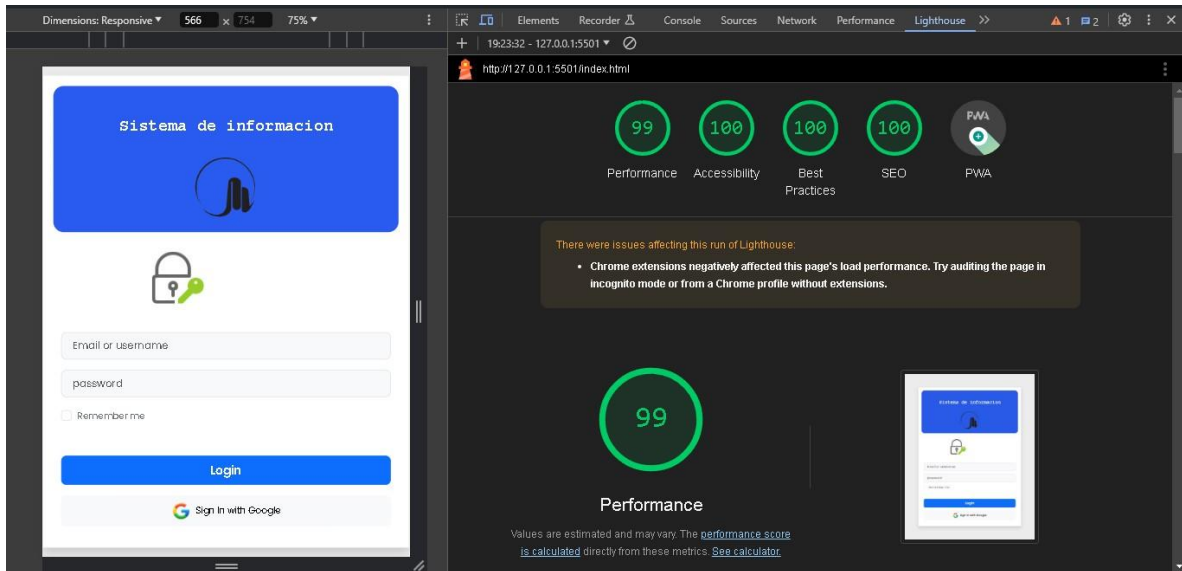 Dimensions: Responsive ▼ 566 x 754 75% ▼
Elements Recorder Console Sources Network Performance Lighthouse >> 1 2
19:23:32 - 127.0.0.1:5501 ▼
http://127.0.0.1:5501/index.html
Sistema de informacion
Email or username
password
Remember me
Login
Sign In with Google
99 100 100 100 PWA
Performance Accessibility Best Practices SEO PWA
There were issues affecting this run of Lighthouse:
• Chrome extensions negatively affected this page's load performance. Try auditing the page in
incognito mode or from a Chrome profile without extensions.
99
Performance
Values are estimated and may vary. The performance score
is calculated directly from these metrics. See calculator.
Sistema de informacion
Login